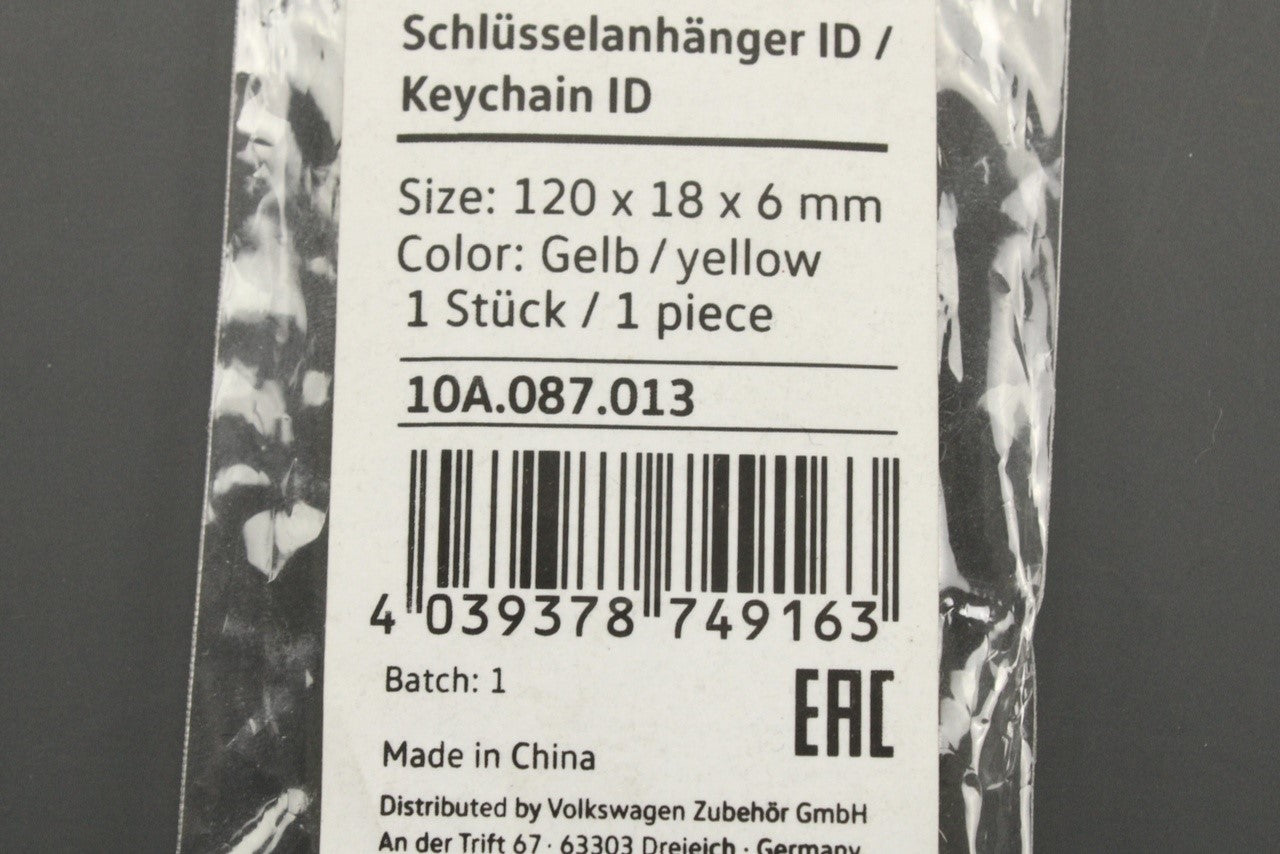 Schlüsselanhänger ID /
Keychain ID
Size: 120 x 18 x 6 mm
Color: Gelb / yellow
1 Stück / 1 piece
10A.087.013
4 039378 749163
Batch: 1
EAC
Made in China
Distributed by Volkswagen Zubehör GmbH
An der Trift 67 · 63303 Dreieich · Germany